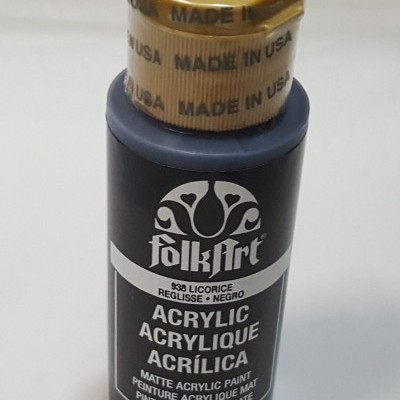 MADE IN
USA MADE IN USA
USA MADE IN USA
folkArt
938 LICORICE
REGLISSE • NEGRO
ACRYLIC
ACRYLIQUE
ACRÍLICA
MATTE ACRYLIC PAINT
PEINTURE ACRYLIQUE MAT